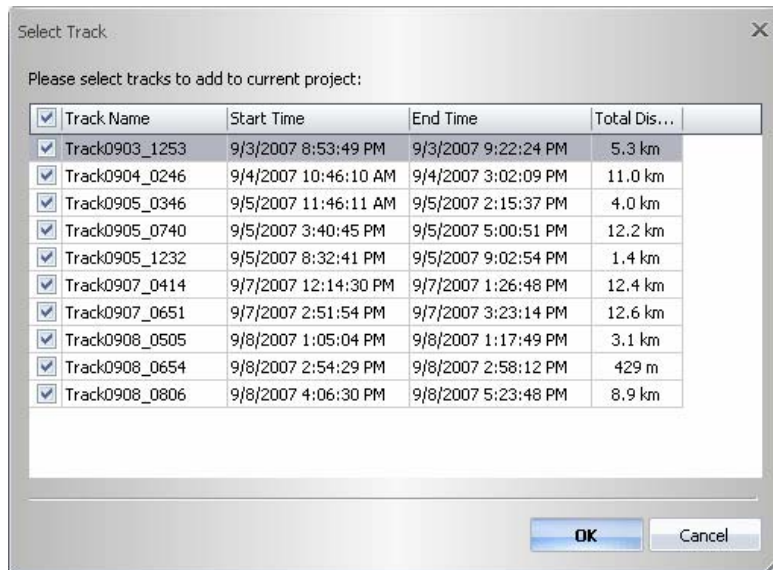 Select Track
Please select tracks to add to current project:
Track Name Start Time End Time Total Dis...
Track0903_1253 9/3/2007 8:53:49 PM 9/3/2007 9:22:24 PM 5.3 km
Track0904_0246 9/4/2007 10:46:10 AM 9/4/2007 3:02:09 PM 11.0 km
Track0905_0346 9/5/2007 11:46:11 AM 9/5/2007 2:15:37 PM 4.0 km
Track0905_0740 9/5/2007 3:40:45 PM 9/5/2007 5:00:51 PM 12.2 km
Track0905_1232 9/5/2007 8:32:41 PM 9/5/2007 9:02:54 PM 1.4 km
Track0907_0414 9/7/2007 12:14:30 PM 9/7/2007 1:26:48 PM 12.4 km
Track0907_0651 9/7/2007 2:51:54 PM 9/7/2007 3:23:14 PM 12.6 km
Track0908_0505 9/8/2007 1:05:04 PM 9/8/2007 1:17:49 PM 3.1 km
Track0908_0654 9/8/2007 2:54:29 PM 9/8/2007 2:58:12 PM 429 m
Track0908_0806 9/8/2007 4:06:30 PM 9/8/2007 5:23:48 PM 8.9 km
OK Cancel